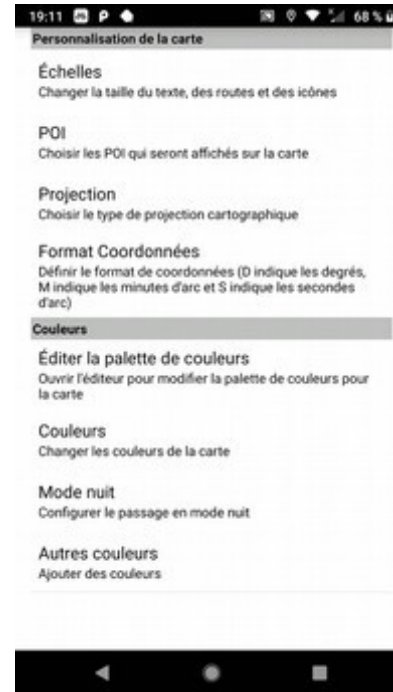 19:11 68 %
Personnalisation de la carte
Échelles
Changer la taille du texte, des routes et des icônes
POI
Choisir les POI qui seront affichés sur la carte
Projection
Choisir le type de projection cartographique
Format Coordonnées
Définir le format de coordonnées (D indique les degrés,
M indique les minutes d'arc et S indique les secondes
d'arc)
Couleurs
Éditer la palette de couleurs
Ouvrir l'éditeur pour modifier la palette de couleurs pour
la carte
Couleurs
Changer les couleurs de la carte
Mode nuit
Configurer le passage en mode nuit
Autres couleurs
Ajouter des couleurs